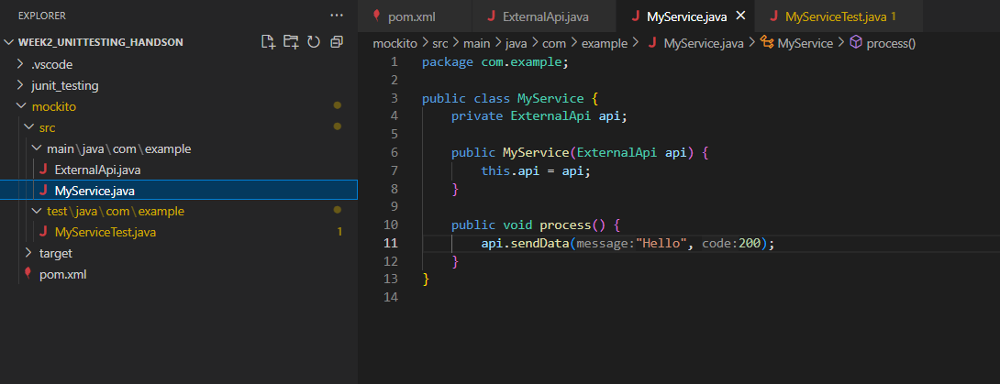 EXPLORER
WEEK2_UNITTESTING_HANDSON
.vscode
junit_testing
mockito
src
main\java\com\example
ExternalApi.java
MyService.java
test\java\com\example
MyServiceTest.java 1
target
pom.xml
pom.xml ExternalApi.java MyService.java MyServiceTest.java 1
mockito > src > main > java > com > example > MyService.java > MyService > process()
1 package com.example;
2
3 public class MyService {
4 private ExternalApi api;
5
6 public MyService(ExternalApi api) {
7 this.api = api;
8 }
9
10 public void process() {
11 api.sendData(message:"Hello", code:200);
12 }
13 }
14